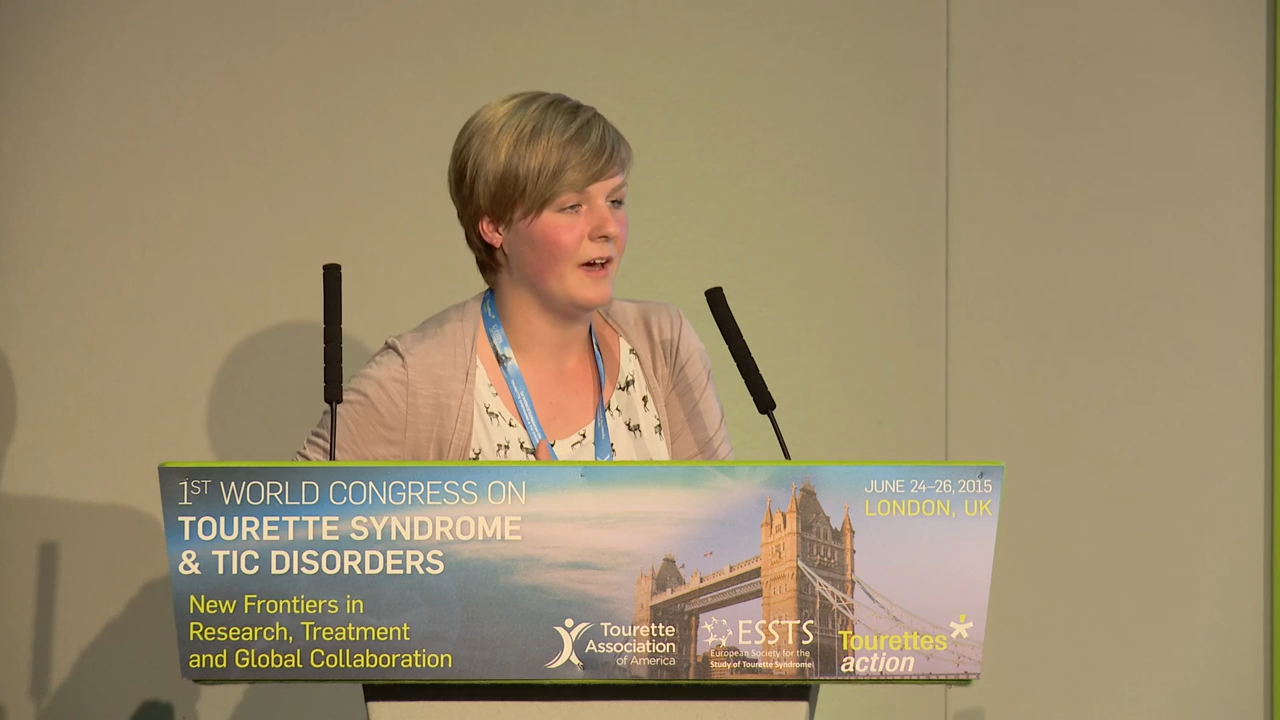 1ST WORLD CONGRESS ON
TOURETTE SYNDROME
& TIC DISORDERS
New Frontiers in
Research, Treatment
and Global Collaboration
JUNE 24–26, 2015
LONDON, UK
Tourette
Association
of America
ESSTS
European Society for the
Study of Tourette Syndrome
Tourettes
action